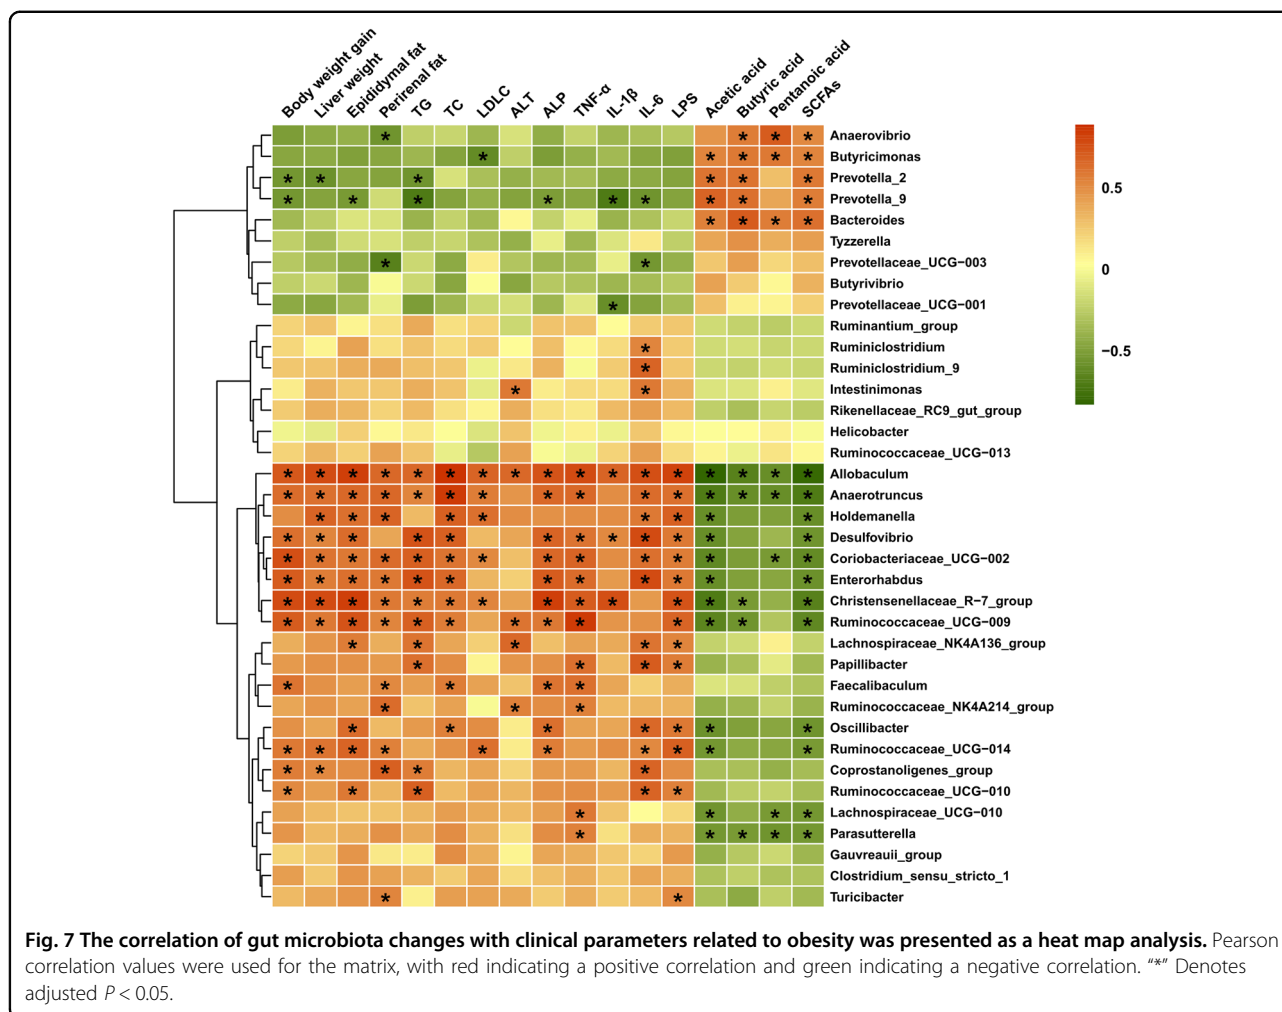 Body weight gain
Liver weight
Epididymal fat
Perirenal fat
TG
TC
LDLC
ALT
ALP
TNF-α
IL-1β
IL-6
LPS
Acetic acid
Butyric acid
Pentanoic acid
SCFAs
Anaerovibrio
Butyricimonas
Prevotella_2
Prevotella_9
Bacteroides
Tyzzerella
Prevotellaceae_UCG-003
Butyrivibrio
Prevotellaceae_UCG-001
Ruminantium_group
Ruminiclostridium
Ruminiclostridium_9
Intestinimonas
Rikenellaceae_RC9_gut_group
Helicobacter
Ruminococcaceae_UCG-013
Allobaculum
Anaerotruncus
Holdemanella
Desulfovibrio
Coriobacteriaceae_UCG-002
Enterorhabdus
Christensenellaceae_R-7_group
Ruminococcaceae_UCG-009
Lachnospiraceae_NK4A136_group
Papillibacter
Faecalibaculum
Ruminococcaceae_NK4A214_group
Oscillibacter
Ruminococcaceae_UCG-014
Coprostanoligenes_group
Ruminococcaceae_UCG-010
Lachnospiraceae_UCG-010
Parasutterella
Gauvreauii_group
Clostridium_sensu_stricto_1
Turicibacter
0.5
0
-0.5
Fig. 7 The correlation of gut microbiota changes with clinical parameters related to obesity was presented as a heat map analysis. Pearson
correlation values were used for the matrix, with red indicating a positive correlation and green indicating a negative correlation. "*" Denotes
adjusted P < 0.05.